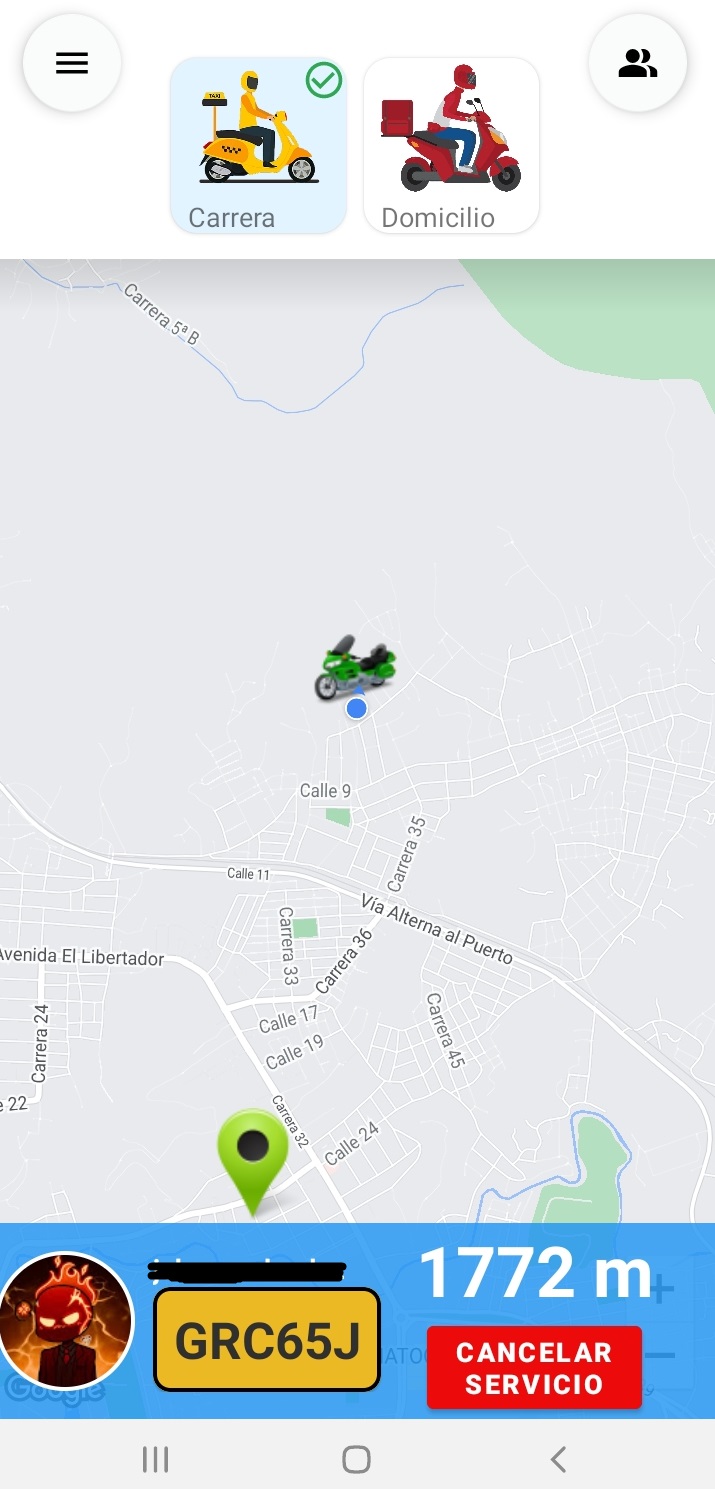 TAXI
Carrera
Domicilio
Carrera 5ª B
Calle 9
Carrera 35
Calle 11
Vía Alterna al Puerto
Carrera 33
Carrera 36
Avenida El Libertador
Carrera 24
Calle 17
Calle 19
Carrera 45
e 22
Carrera 32
Calle 24
1772 m
GRC65J
CANCELAR
SERVICIO
Google